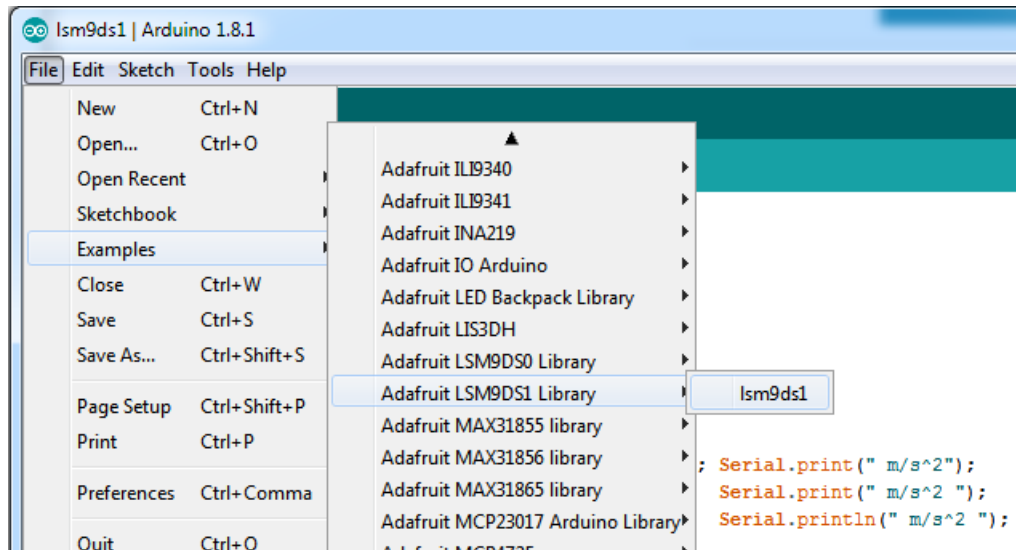 lsm9ds1 | Arduino 1.8.1
File Edit Sketch Tools Help
New Ctrl+N
Open... Ctrl+O
Open Recent
Sketchbook
Examples
Close Ctrl+W
Save Ctrl+S
Save As... Ctrl+Shift+S
Page Setup Ctrl+Shift+P
Print Ctrl+P
Preferences Ctrl+Comma
Quit Ctrl+Q
Adafruit ILI9340
Adafruit ILI9341
Adafruit INA219
Adafruit IO Arduino
Adafruit LED Backpack Library
Adafruit LIS3DH
Adafruit LSM9DS0 Library
Adafruit LSM9DS1 Library
Adafruit MAX31855 library
Adafruit MAX31856 library
Adafruit MAX31865 library
Adafruit MCP23017 Arduino Library
Adafruit MCP4725
lsm9ds1
; Serial.print(" m/s^2");
Serial.print(" m/s^2 ");
Serial.println(" m/s^2 ");